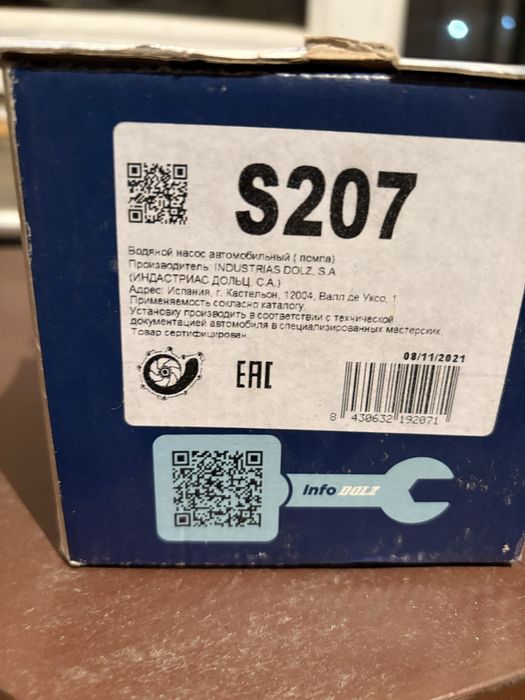 S207
Водяной насос автомобильный ( помпа)
Производитель: INDUSTRIAS DOLZ, S.A
(ИНДАСТРИАС ДОЛЬЦ, С.А.)
Адрес: Испания, г. Кастельон, 12004, Валл де Уксо, 1
Применяемость согласно каталогу.
Установку производить в соответствии с технической
документацией автомобиля в специализированных мастерских.
Товар сертифицирован
EAC
08/11/2021
8 430632 192071
Info DOLZ